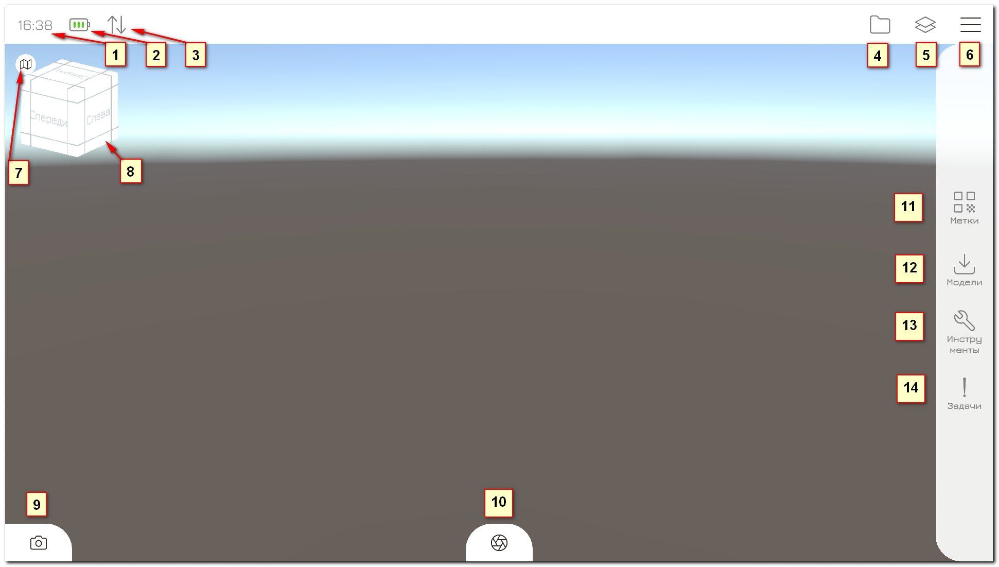 16:38
1
2
3
4
5
6
Спереди
Слева
7
8
11
Метки
12
Модели
13
Инстру
менты
14
Задачи
9
10